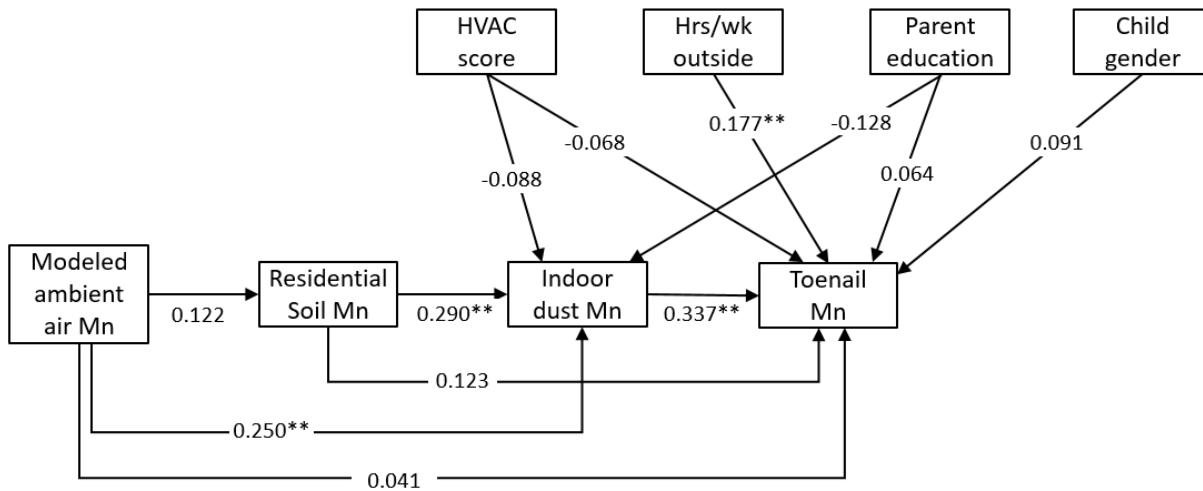 HVAC
score
Hrs/wk
outside
Parent
education
Child
gender
0.177**
-0.128
-0.068
0.091
0.064
-0.088
Modeled
ambient
air Mn
Residential
Soil Mn
Indoor
dust Mn
Toenail
Mn
0.122
0.290**
0.337**
0.123
0.250**
0.041